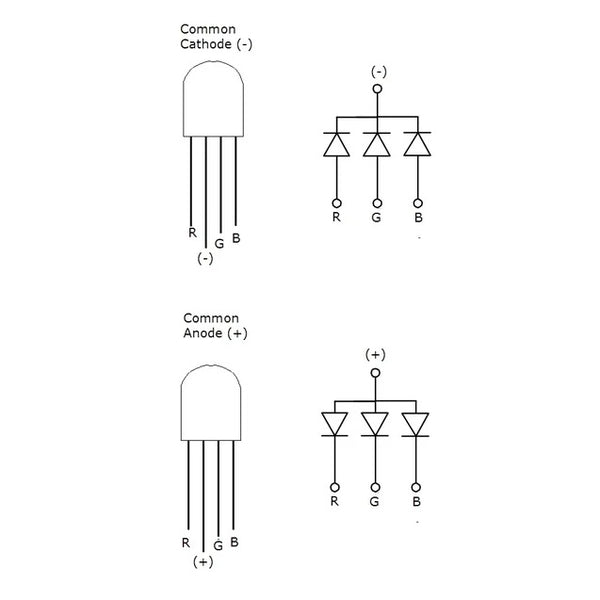 Common
Cathode (-)
(-)
R
G
B
R
(-)
G
B
Common
Anode (+)
(+)
R
G
B
R
(+)
G
B